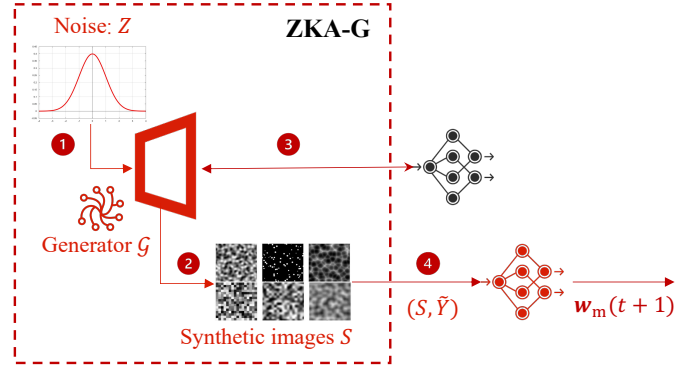 Noise: Z
ZKA-G
1
3
Generator 𝒢
2
4
(S, Ỹ)
w_m(t + 1)
Synthetic images S